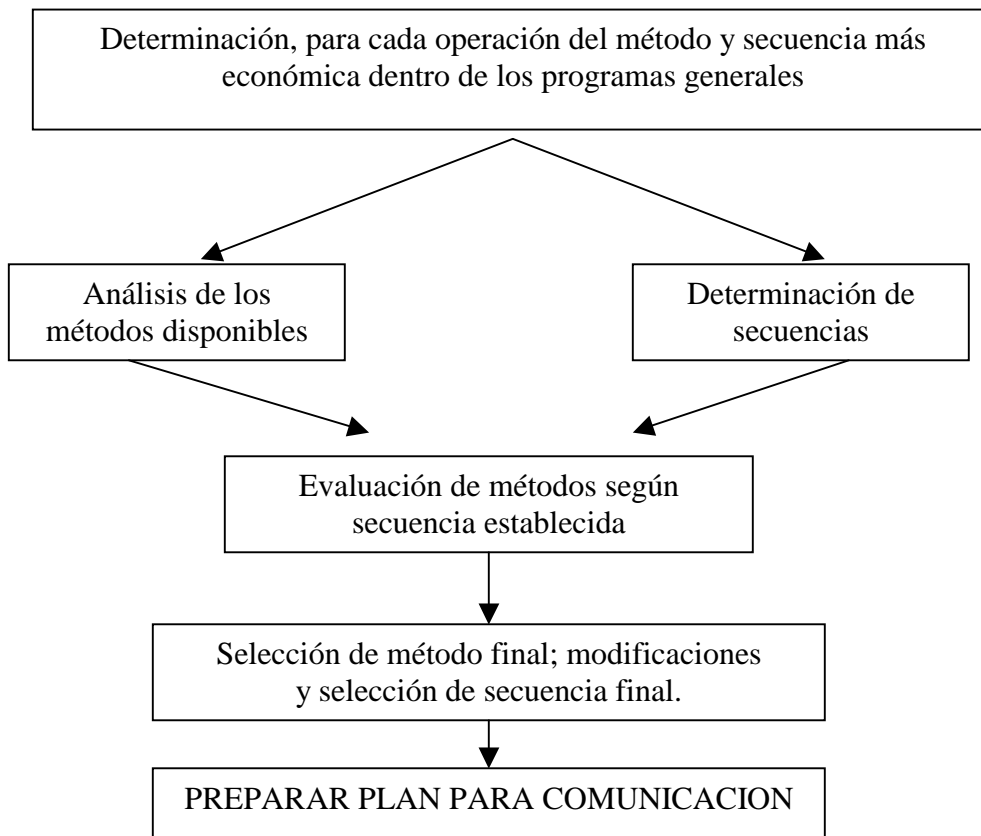 Determinación, para cada operación del método y secuencia más
económica dentro de los programas generales
Análisis de los
métodos disponibles
Determinación de
secuencias
Evaluación de métodos según
secuencia establecida
Selección de método final; modificaciones
y selección de secuencia final.
PREPARAR PLAN PARA COMUNICACION